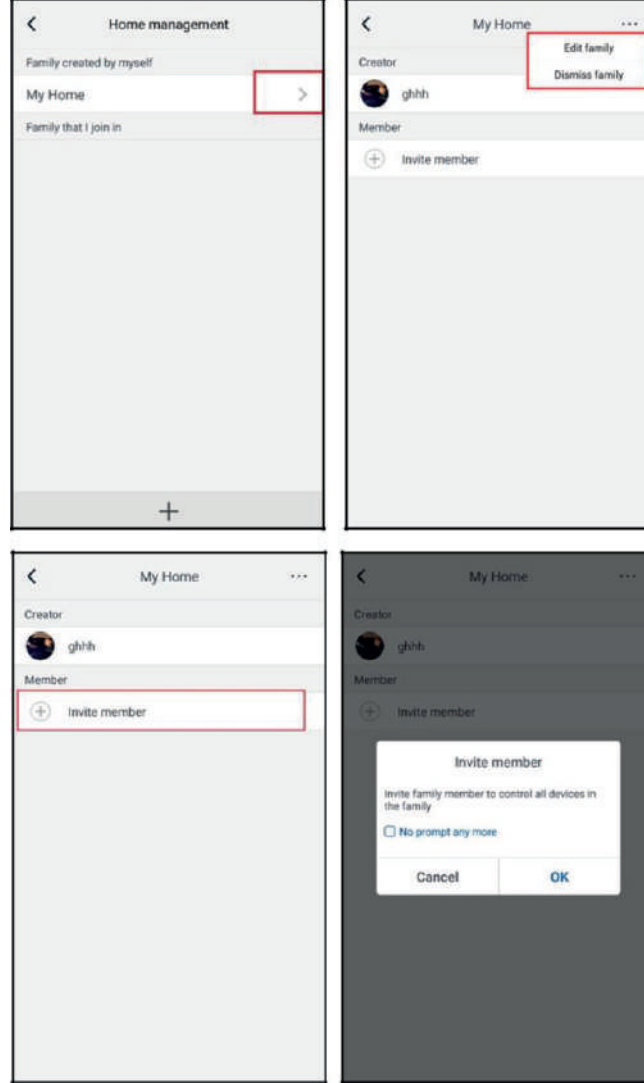 Home management
Family created by myself
My Home
Family that I join in
My Home
Edit family
Dismiss family
Creator
ghhh
Member
Invite member
My Home
Creator
ghhh
Member
Invite member
My Home
Creator
ghhh
Member
Invite member
Invite member
Invite family member to control all devices in
the family
No prompt any more
Cancel
OK